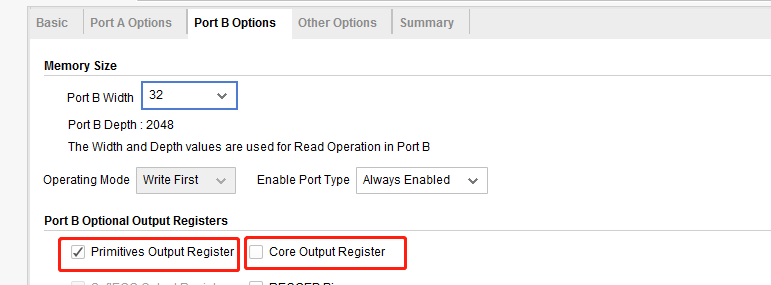 Basic Port A Options Port B Options Other Options Summary
Memory Size
Port B Width 32
Port B Depth : 2048
The Width and Depth values are used for Read Operation in Port B
Operating Mode Write First Enable Port Type Always Enabled
Port B Optional Output Registers
Primitives Output Register Core Output Register